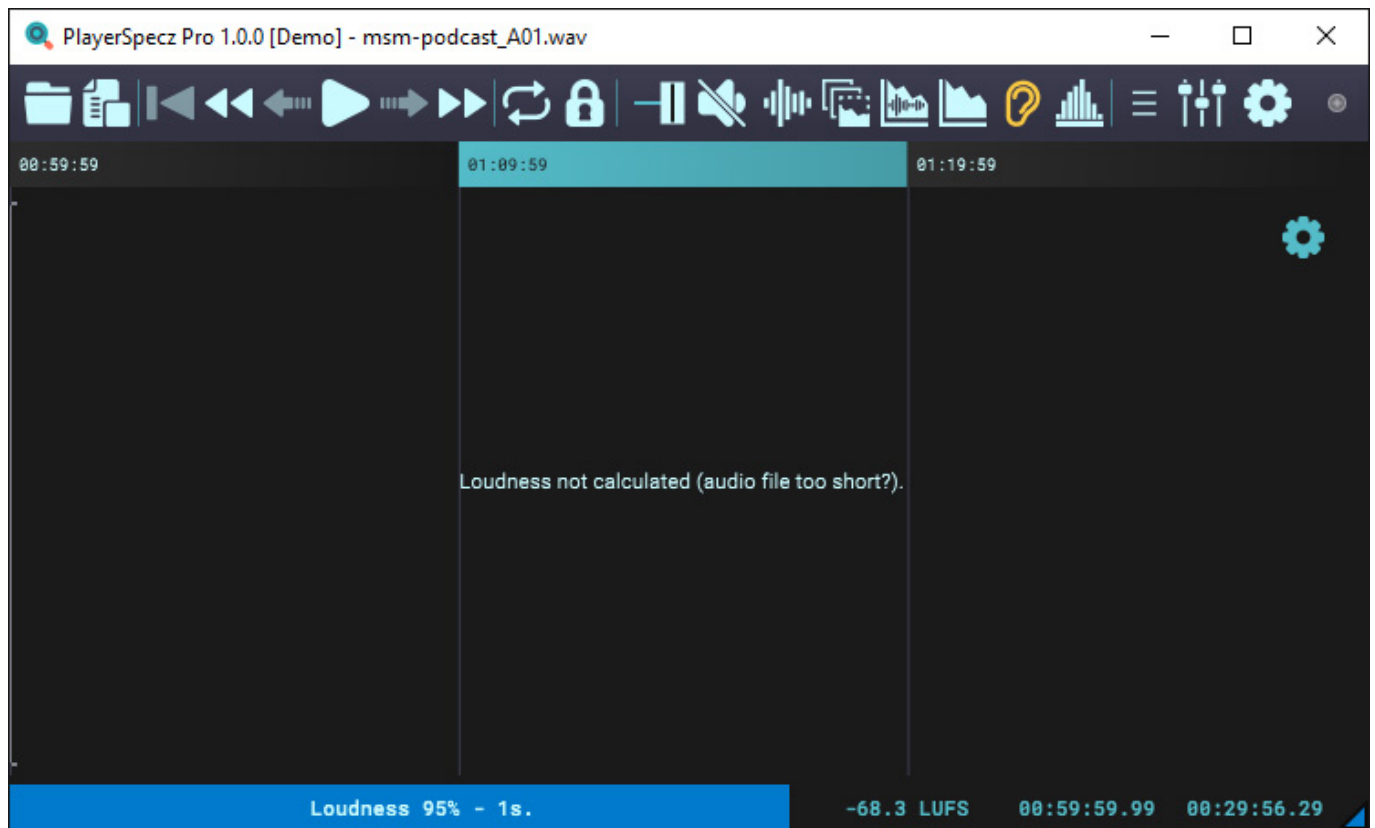 PlayerSpecz Pro 1.0.0 [Demo] - msm-podcast_A01.wav
00:59:59 01:09:59 01:19:59
Loudness not calculated (audio file too short?).
Loudness 95% - 1s. -68.3 LUFS 00:59:59.99 00:29:56.29